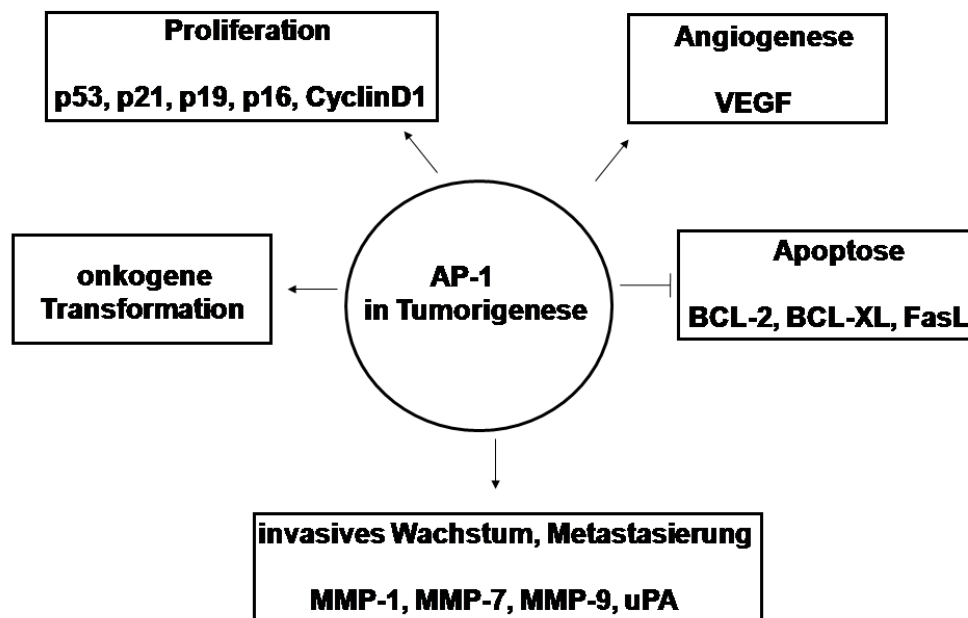 Proliferation
p53, p21, p19, p16, CyclinD1
Angiogenese
VEGF
onkogene
Transformation
AP-1
in Tumorigenese
Apoptose
BCL-2, BCL-XL, FasL
invasives Wachstum, Metastasierung
MMP-1, MMP-7, MMP-9, uPA